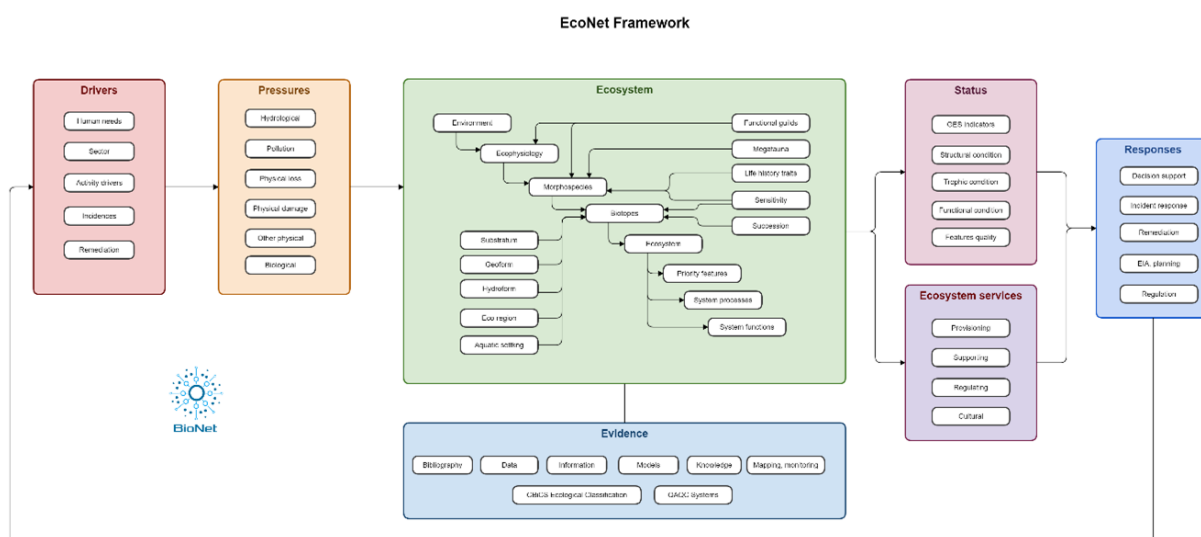 EcoNet Framework
Drivers
Human needs
Sector
Activity drivers
Incidences
Remediation
Pressures
Hydrological
Pollution
Physical loss
Physical damage
Other physical
Biological
Ecosystem
Environment
Ecophysiology
Morphospecies
Biotopes
Ecosystem
Priority features
System processes
System functions
Functional guilds
Megafauna
Life history traits
Sensitivity
Succession
Substratum
Geoform
Hydroform
Eco region
Aquatic setting
Evidence
Bibliography
Data
Information
Models
Knowledge
Mapping, monitoring
CBiCS Ecological Classification
QAQC Systems
Status
GES indicators
Structural condition
Trophic condition
Functional condition
Features quality
Ecosystem services
Provisioning
Supporting
Regulating
Cultural
Responses
Decision support
Incident response
Remediation
EIA, planning
Regulation
BioNet